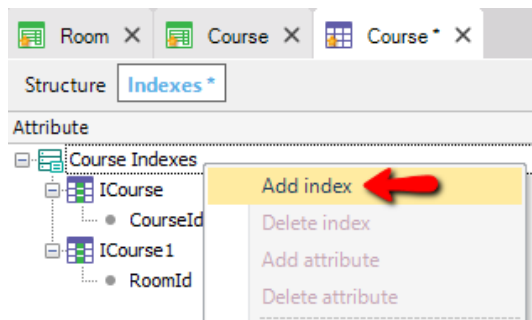 Room Course Course *
Structure Indexes *
Attribute
Course Indexes
ICourse
CourseId
ICourse1
RoomId
Add index
Delete index
Add attribute
Delete attribute